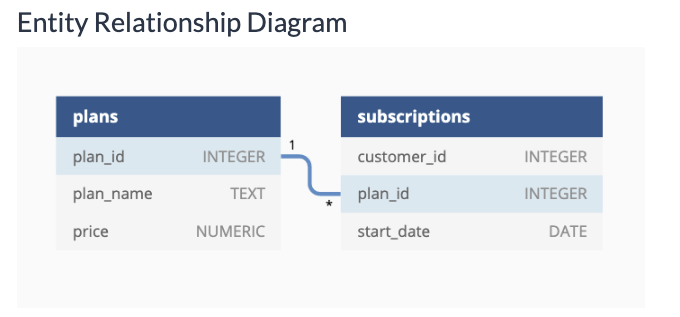 Entity Relationship Diagram
plans
plan_id INTEGER
plan_name TEXT
price NUMERIC
1
*
subscriptions
customer_id INTEGER
plan_id INTEGER
start_date DATE